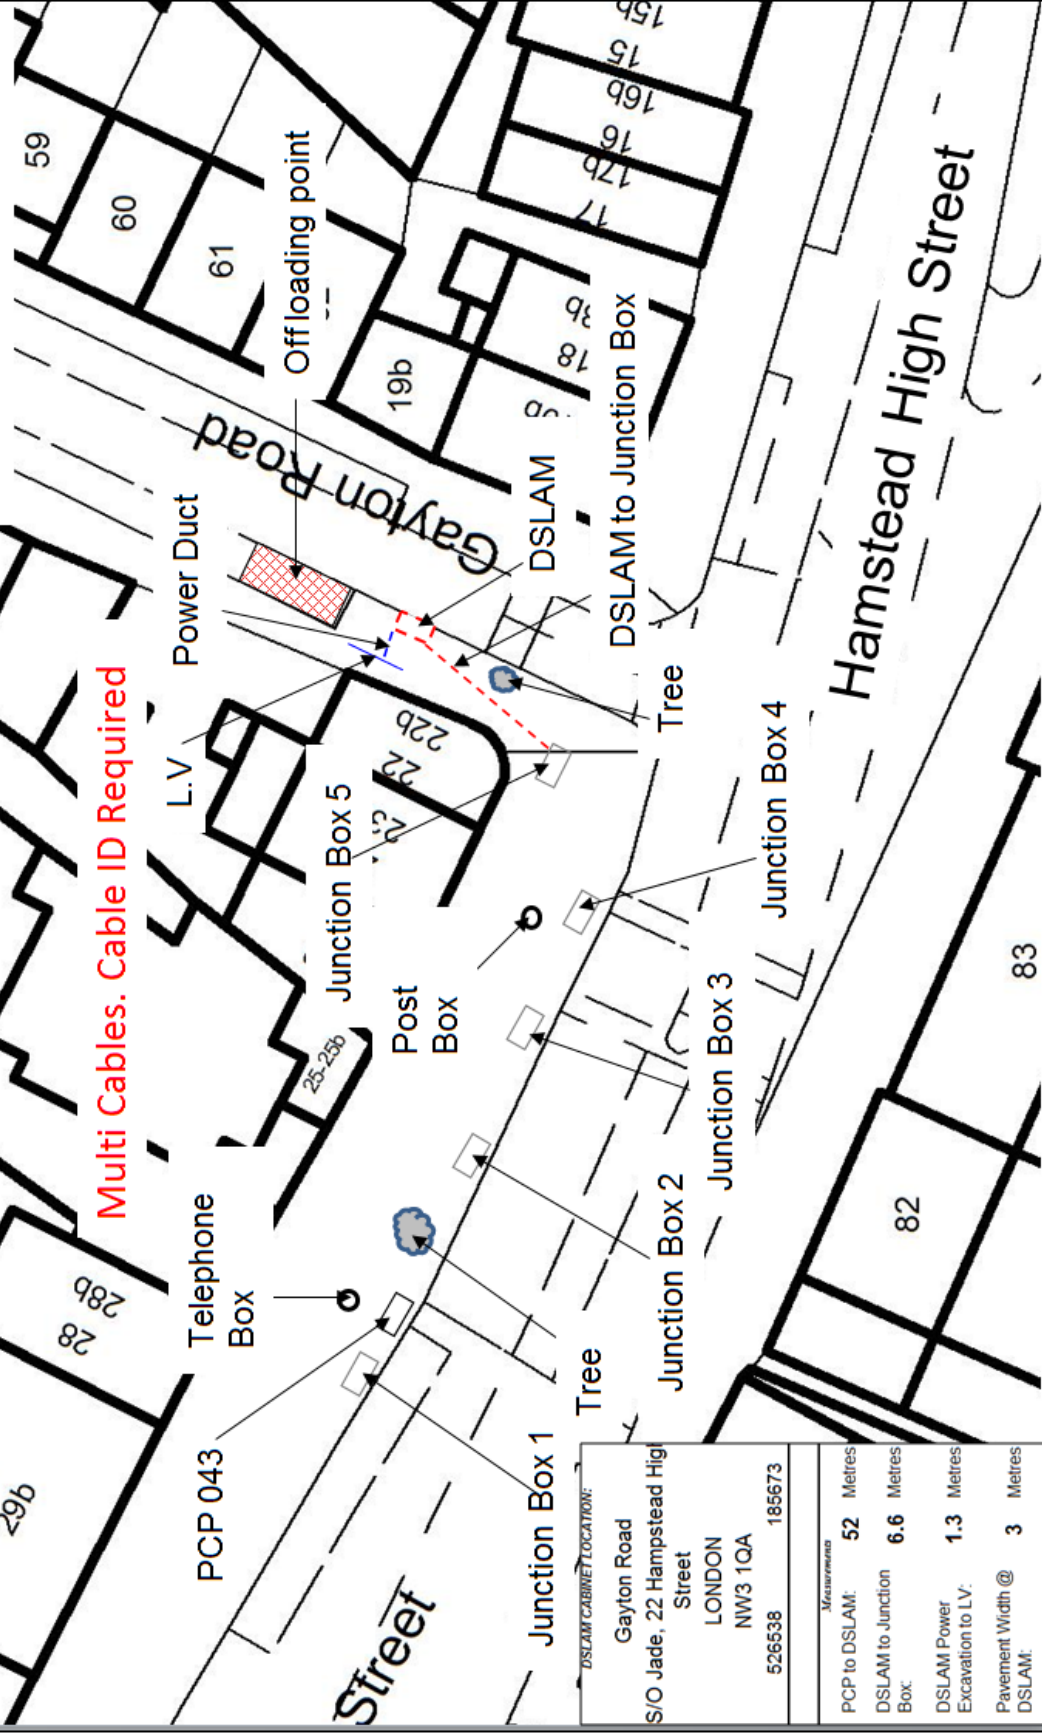 Multi Cables. Cable ID Required
L.V
Power Duct
Offloading point
59
60
61
Gayton Road
19b
18
17
17b
16
16b
15
15b
DSLAM
DSLAM to Junction Box
Tree
22b
22
Junction Box 5
Post
Box
25-25b
Telephone
Box
28b
28
29b
PCP 043
Junction Box 1
Tree
Junction Box 2
Junction Box 3
Junction Box 4
Hamstead High Street
Street
82
83
DSLAM CABINET LOCATION:
Gayton Road
S/O Jade, 22 Hampstead High
Street
LONDON
NW3 1QA
526538 185673
Measurements
PCP to DSLAM: 52 Metres
DSLAM to Junction
Box: 6.6 Metres
DSLAM Power
Excavation to LV: 1.3 Metres
Pavement Width @
DSLAM: 3 Metres